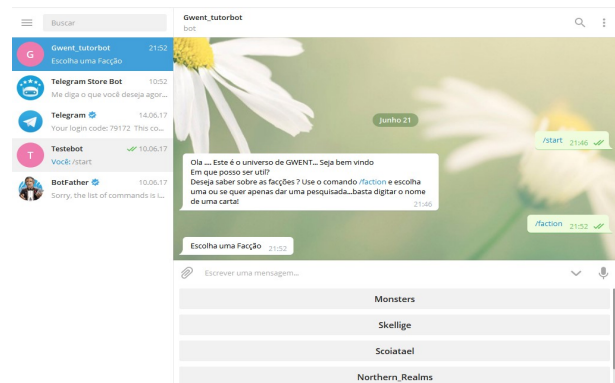 Buscar
Gwent_tutorbot
bot
G
Gwent_tutorbot 21:52
Escolha uma Facção
Telegram Store Bot 10:52
Me diga o que você deseja agor...
Telegram 14.06.17
Your login code: 79172 This co...
T
Testebot 10.06.17
Você: /start
BotFather 10.06.17
Sorry, the list of commands is i...
Junho 21
/start 21:46
Ola .... Este é o universo de GWENT... Seja bem vindo
Em que posso ser util?
Deseja saber sobre as facções ? Use o comando /faction e escolha
uma ou se quer apenas dar uma pesquisada...basta digitar o nome
de uma carta!
21:46
/faction 21:52
Escolha uma Facção 21:52
Escrever uma mensagem...
Monsters
Skellige
Scoiatael
Northern_Realms